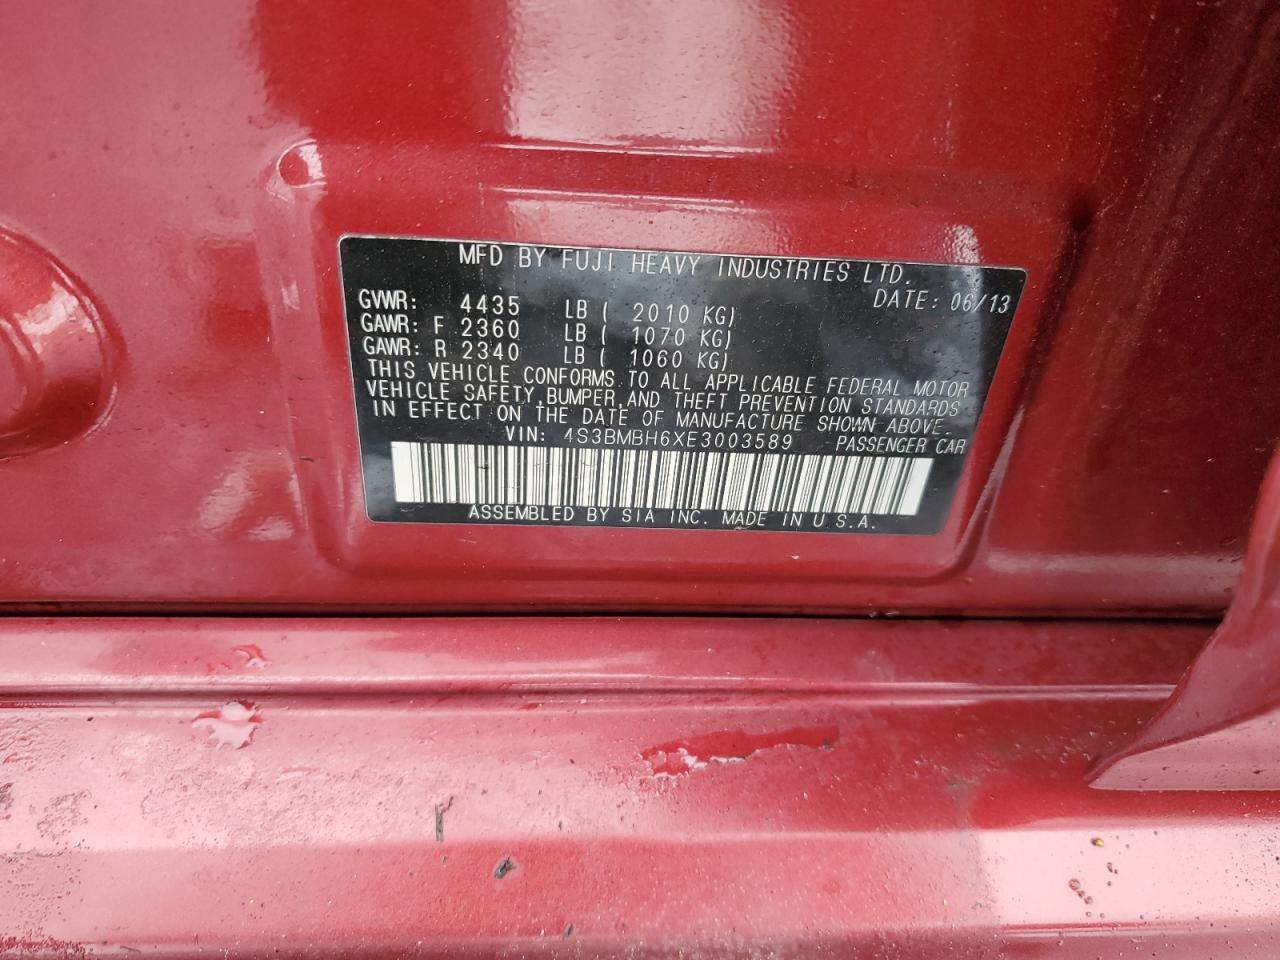 MFD BY FUJI HEAVY INDUSTRIES LTD.
DATE: 06/13
GVWR: 4435 LB ( 2010 KG)
GAWR: F 2360 LB ( 1070 KG)
GAWR: R 2340 LB ( 1060 KG)
THIS VEHICLE CONFORMS TO ALL APPLICABLE FEDERAL MOTOR
VEHICLE SAFETY, BUMPER, AND THEFT PREVENTION STANDARDS
IN EFFECT ON THE DATE OF MANUFACTURE SHOWN ABOVE.
VIN: 4S3BMBH6XE3003589 PASSENGER CAR
ASSEMBLED BY SIA INC. MADE IN U.S.A.